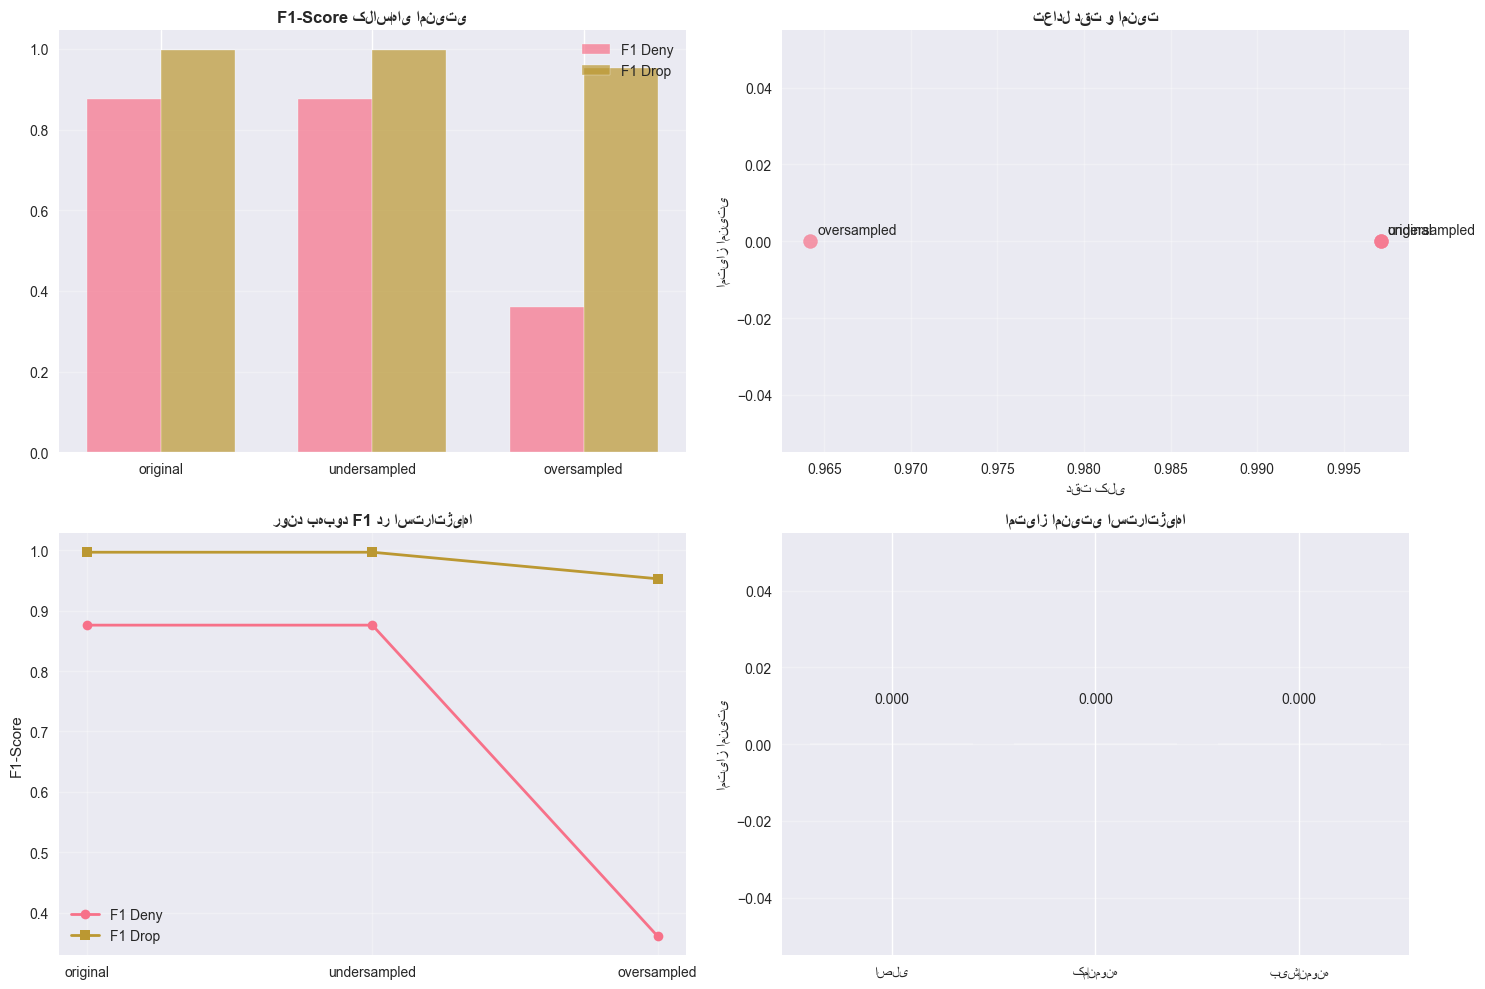 F1-Score کلاس‌های امنیتی
F1 Deny
F1 Drop
1.0
0.8
0.6
0.4
0.2
0.0
original
undersampled
oversampled
تعادل دقت و امنیت
امتیاز امنیتی
0.04
0.02
0.00
−0.02
−0.04
oversampled
original
undersampled
0.965
0.970
0.975
0.980
0.985
0.990
0.995
دقت کلی
روند بهبود F1 در استراتژی‌ها
F1-Score
1.0
0.9
0.8
0.7
0.6
0.5
0.4
F1 Deny
F1 Drop
original
undersampled
oversampled
امتیاز امنیتی استراتژی‌ها
امتیاز امنیتی
0.04
0.02
0.00
−0.02
−0.04
0.000
0.000
0.000
اصلی
کم‌نمونه
بیش‌نمونه